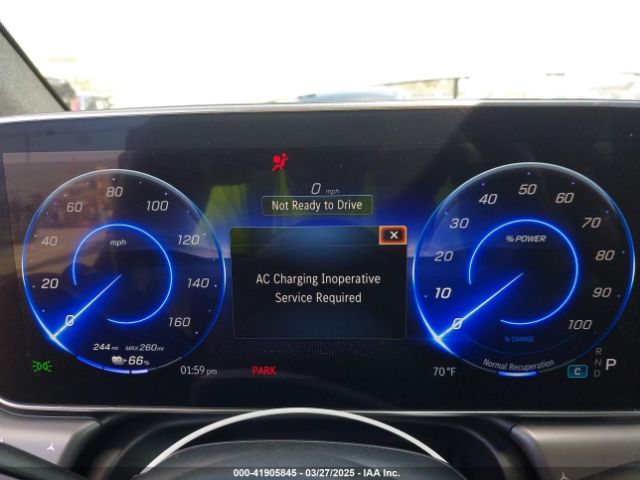 0 mph
Not Ready to Drive
X
AC Charging Inoperative
Service Required
0 20 40 60 80 100 120 140 160
mph
244 mi MAX 260 mi
66%
01:59 pm
PARK
0 10 20 30 40 50 60 70 80 90 100
% POWER
% CHARGE
Normal Recuperation
70°F
C
R
N
D
P
000-41905845 - 03/27/2025 - IAA Inc.